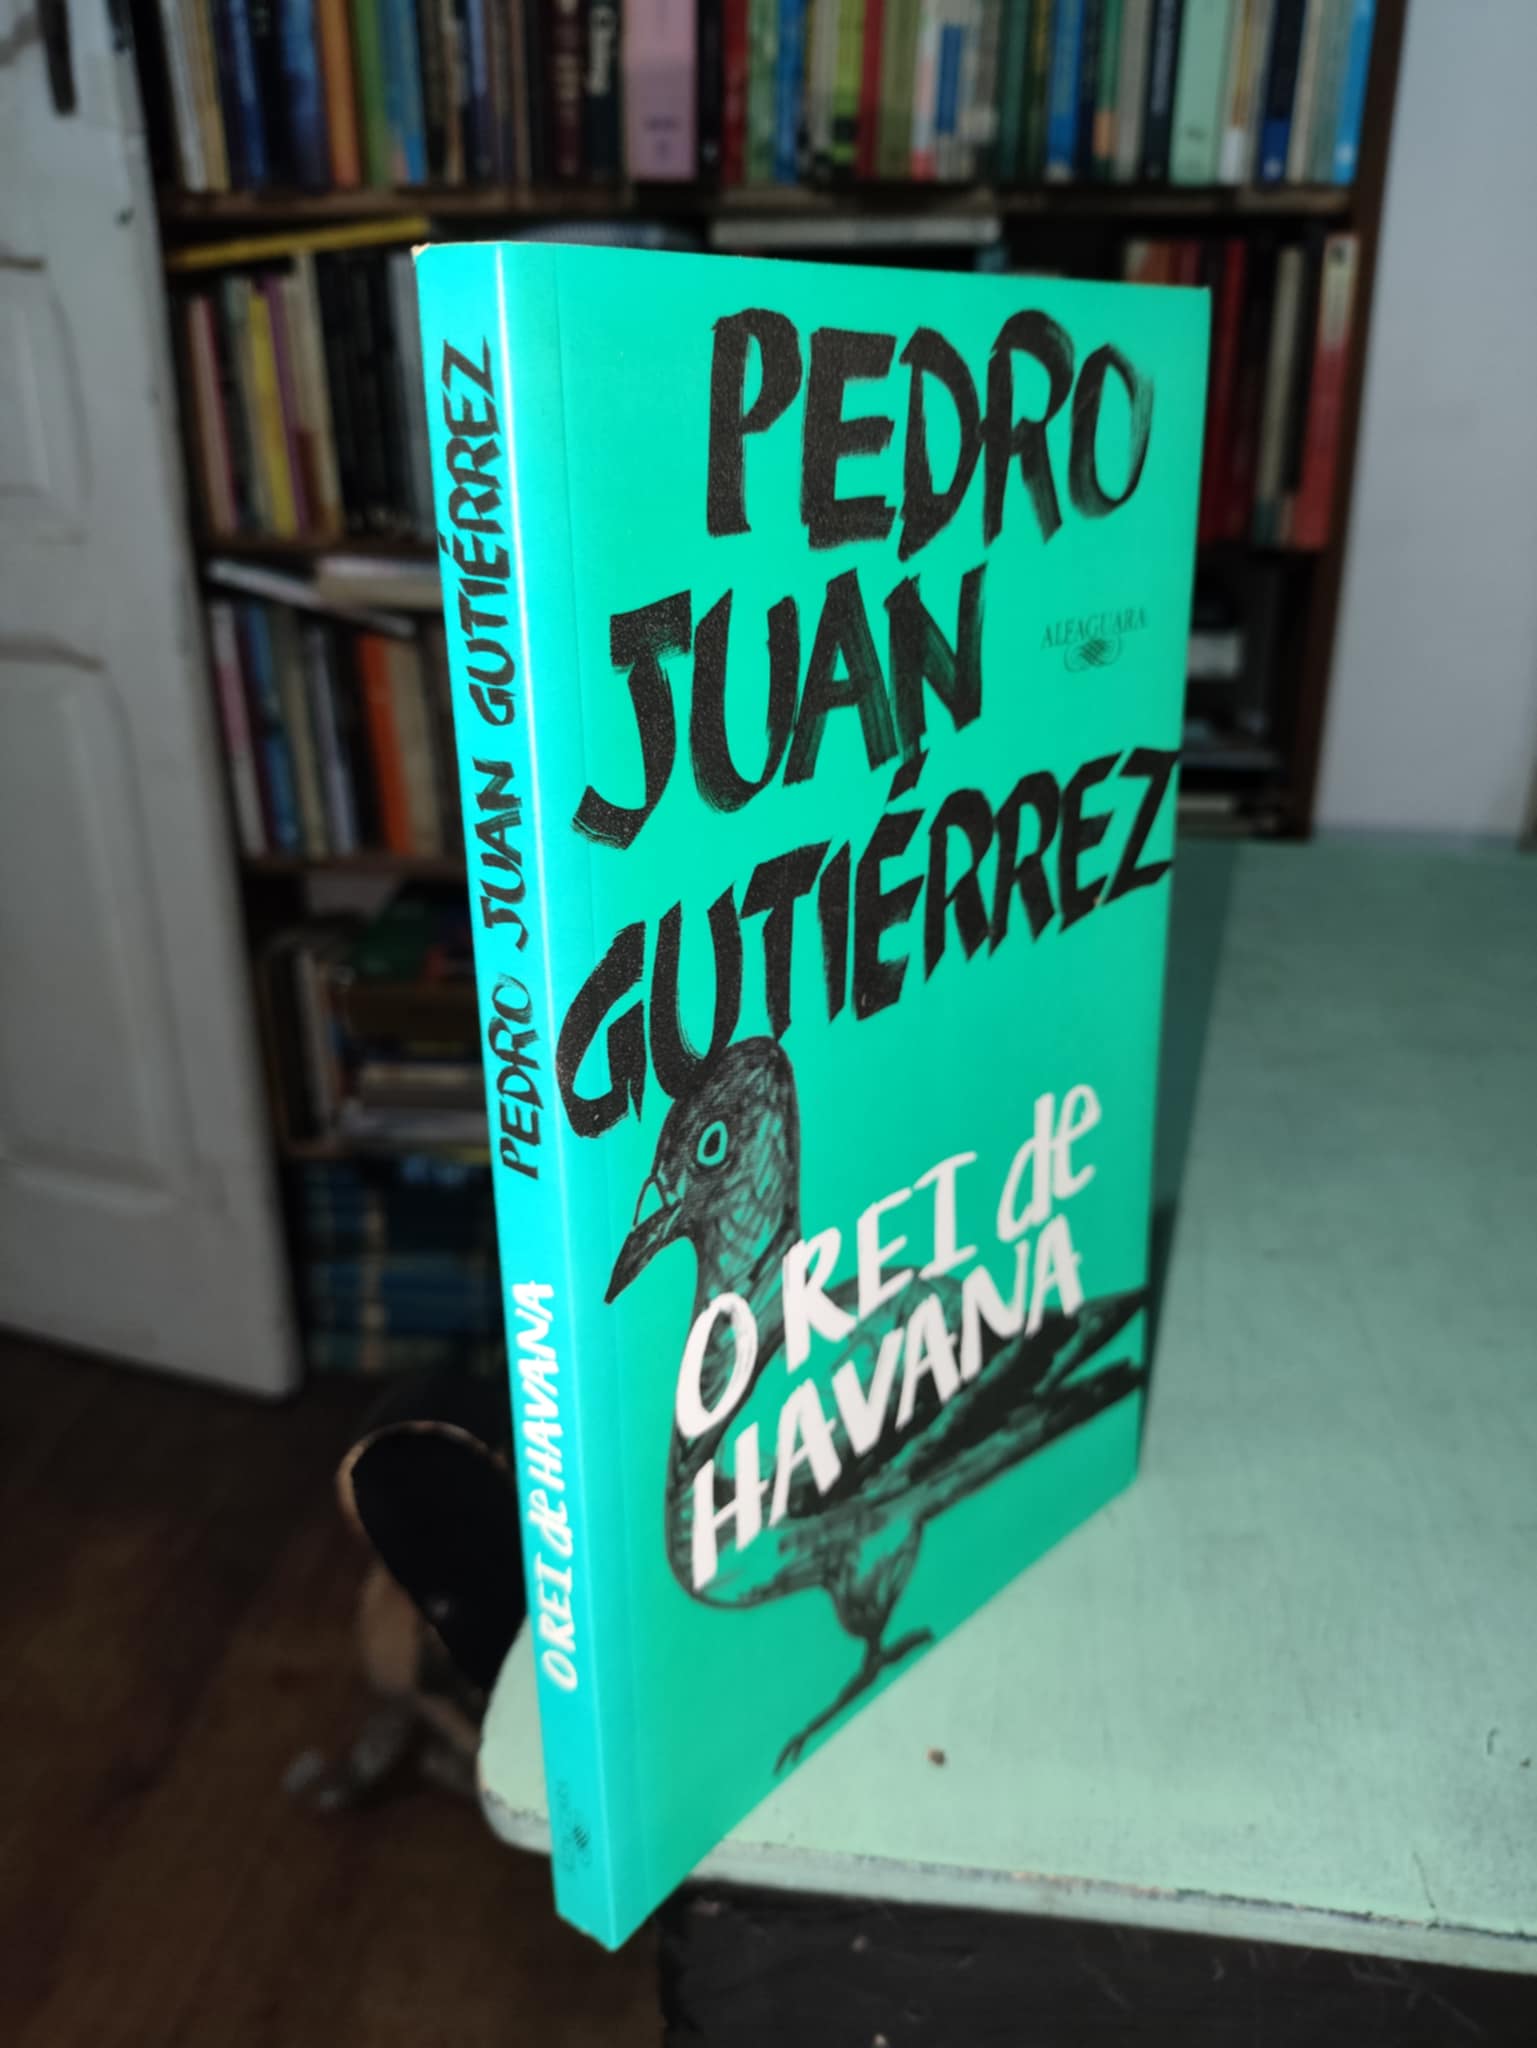 PEDRO
JUAN
GUTIÉRREZ
ALFAGUARA
O REI de
HAVANA
PEDRO JUAN GUTIÉRREZ O REI de HAVANA